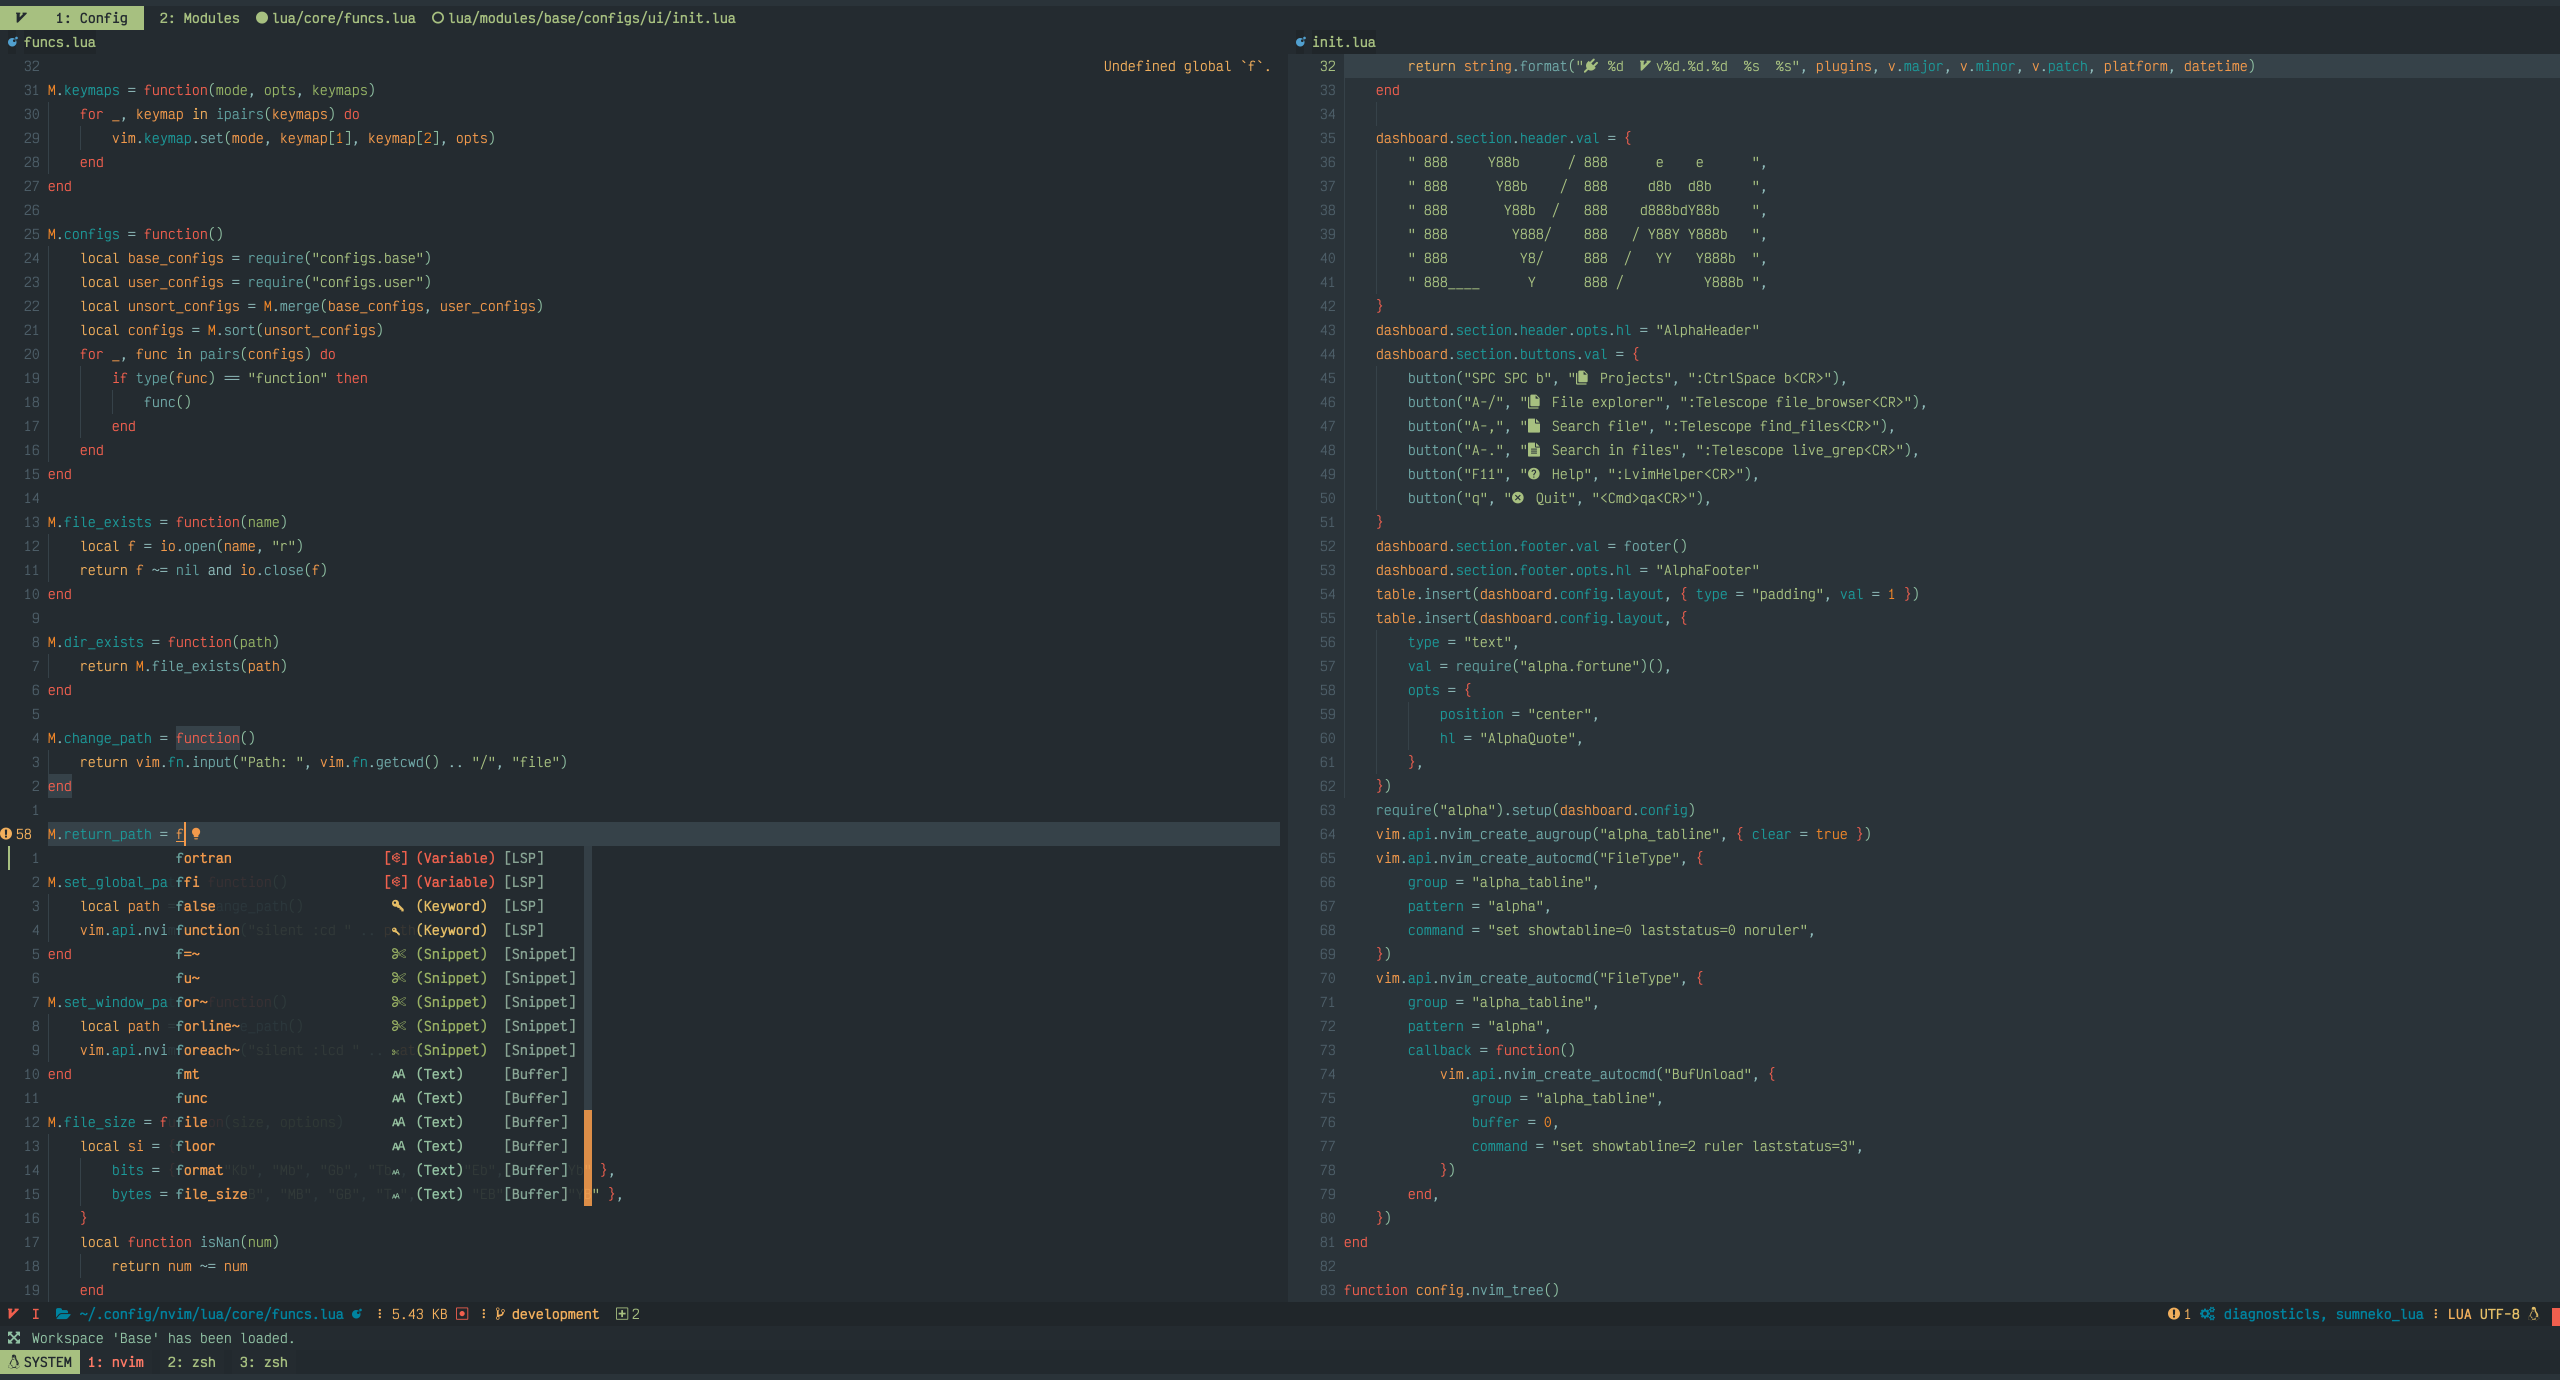 1: Config  2: Modules  lua/core/funcs.lua  lua/modules/base/configs/ui/init.lua
funcs.lua
32 Undefined global `f`.
31 M.keymaps = function(mode, opts, keymaps)
30     for _, keymap in ipairs(keymaps) do
29         vim.keymap.set(mode, keymap[1], keymap[2], opts)
28     end
27 end
26
25 M.configs = function()
24     local base_configs = require("configs.base")
23     local user_configs = require("configs.user")
22     local unsort_configs = M.merge(base_configs, user_configs)
21     local configs = M.sort(unsort_configs)
20     for _, func in pairs(configs) do
19         if type(func) == "function" then
18             func()
17         end
16     end
15 end
14
13 M.file_exists = function(name)
12     local f = io.open(name, "r")
11     return f ~= nil and io.close(f)
10 end
9
8 M.dir_exists = function(path)
7     return M.file_exists(path)
6 end
5
4 M.change_path = function()
3     return vim.fn.input("Path: ", vim.fn.getcwd() .. "/", "file")
2 end
1
58 M.return_path = f
1 fortran (Variable) [LSP]
2 M.set_global_pa ffi function() (Variable) [LSP]
3     local path = false ange_path() (Keyword) [LSP]
4     vim.api.nvi function ("silent :cd " .. (Keyword) [LSP]
5 end f=~ (Snippet) [Snippet]
6 fu~ (Snippet) [Snippet]
7 M.set_window_pa for~ function() (Snippet) [Snippet]
8     local path = forline~ e_path() (Snippet) [Snippet]
9     vim.api.nvi foreach~ ("silent :lcd " .. (Snippet) [Snippet]
10 end fmt (Text) [Buffer]
11 func (Text) [Buffer]
12 M.file_size = f file on(size, options) (Text) [Buffer]
13     local si = floor (Text) [Buffer]
14         bits = format "Kb", "Mb", "Gb", (Text) "Eb", [Buffer] },
15         bytes = file_size "MB", "GB", (Text) "EB" [Buffer] " },
16     }
17     local function isNan(num)
18         return num ~= num
19     end
init.lua
32         return string.format(" %d  v%d.%d.%d  %s  %s", plugins, v.major, v.minor, v.patch, platform, datetime)
33     end
34
35     dashboard.section.header.val = {
36         " 888     Y88b      / 888      e    e      ",
37         " 888      Y88b    /  888     d8b  d8b     ",
38         " 888       Y88b  /   888    d888bdY88b    ",
39         " 888        Y888/    888   / Y88Y Y888b   ",
40         " 888         Y8/     888  /   YY   Y888b  ",
41         " 888____      Y      888 /          Y888b ",
42     }
43     dashboard.section.header.opts.hl = "AlphaHeader"
44     dashboard.section.buttons.val = {
45         button("SPC SPC b", " Projects", ":CtrlSpace b<CR>"),
46         button("A-/", " File explorer", ":Telescope file_browser<CR>"),
47         button("A-,", " Search file", ":Telescope find_files<CR>"),
48         button("A-.", " Search in files", ":Telescope live_grep<CR>"),
49         button("F11", " Help", ":LvimHelper<CR>"),
50         button("q", " Quit", "<Cmd>qa<CR>"),
51     }
52     dashboard.section.footer.val = footer()
53     dashboard.section.footer.opts.hl = "AlphaFooter"
54     table.insert(dashboard.config.layout, { type = "padding", val = 1 })
55     table.insert(dashboard.config.layout, {
56         type = "text",
57         val = require("alpha.fortune")(),
58         opts = {
59             position = "center",
60             hl = "AlphaQuote",
61         },
62     })
63     require("alpha").setup(dashboard.config)
64     vim.api.nvim_create_augroup("alpha_tabline", { clear = true })
65     vim.api.nvim_create_autocmd("FileType", {
66         group = "alpha_tabline",
67         pattern = "alpha",
68         command = "set showtabline=0 laststatus=0 noruler",
69     })
70     vim.api.nvim_create_autocmd("FileType", {
71         group = "alpha_tabline",
72         pattern = "alpha",
73         callback = function()
74             vim.api.nvim_create_autocmd("BufUnload", {
75                 group = "alpha_tabline",
76                 buffer = 0,
77                 command = "set showtabline=2 ruler laststatus=3",
78             })
79         end,
80     })
81 end
82
83 function config.nvim_tree()
I ~/.config/nvim/lua/core/funcs.lua 5.43 KB development 2 1 diagnosticls, sumneko_lua LUA UTF-8
Workspace 'Base' has been loaded.
SYSTEM 1: nvim  2: zsh  3: zsh